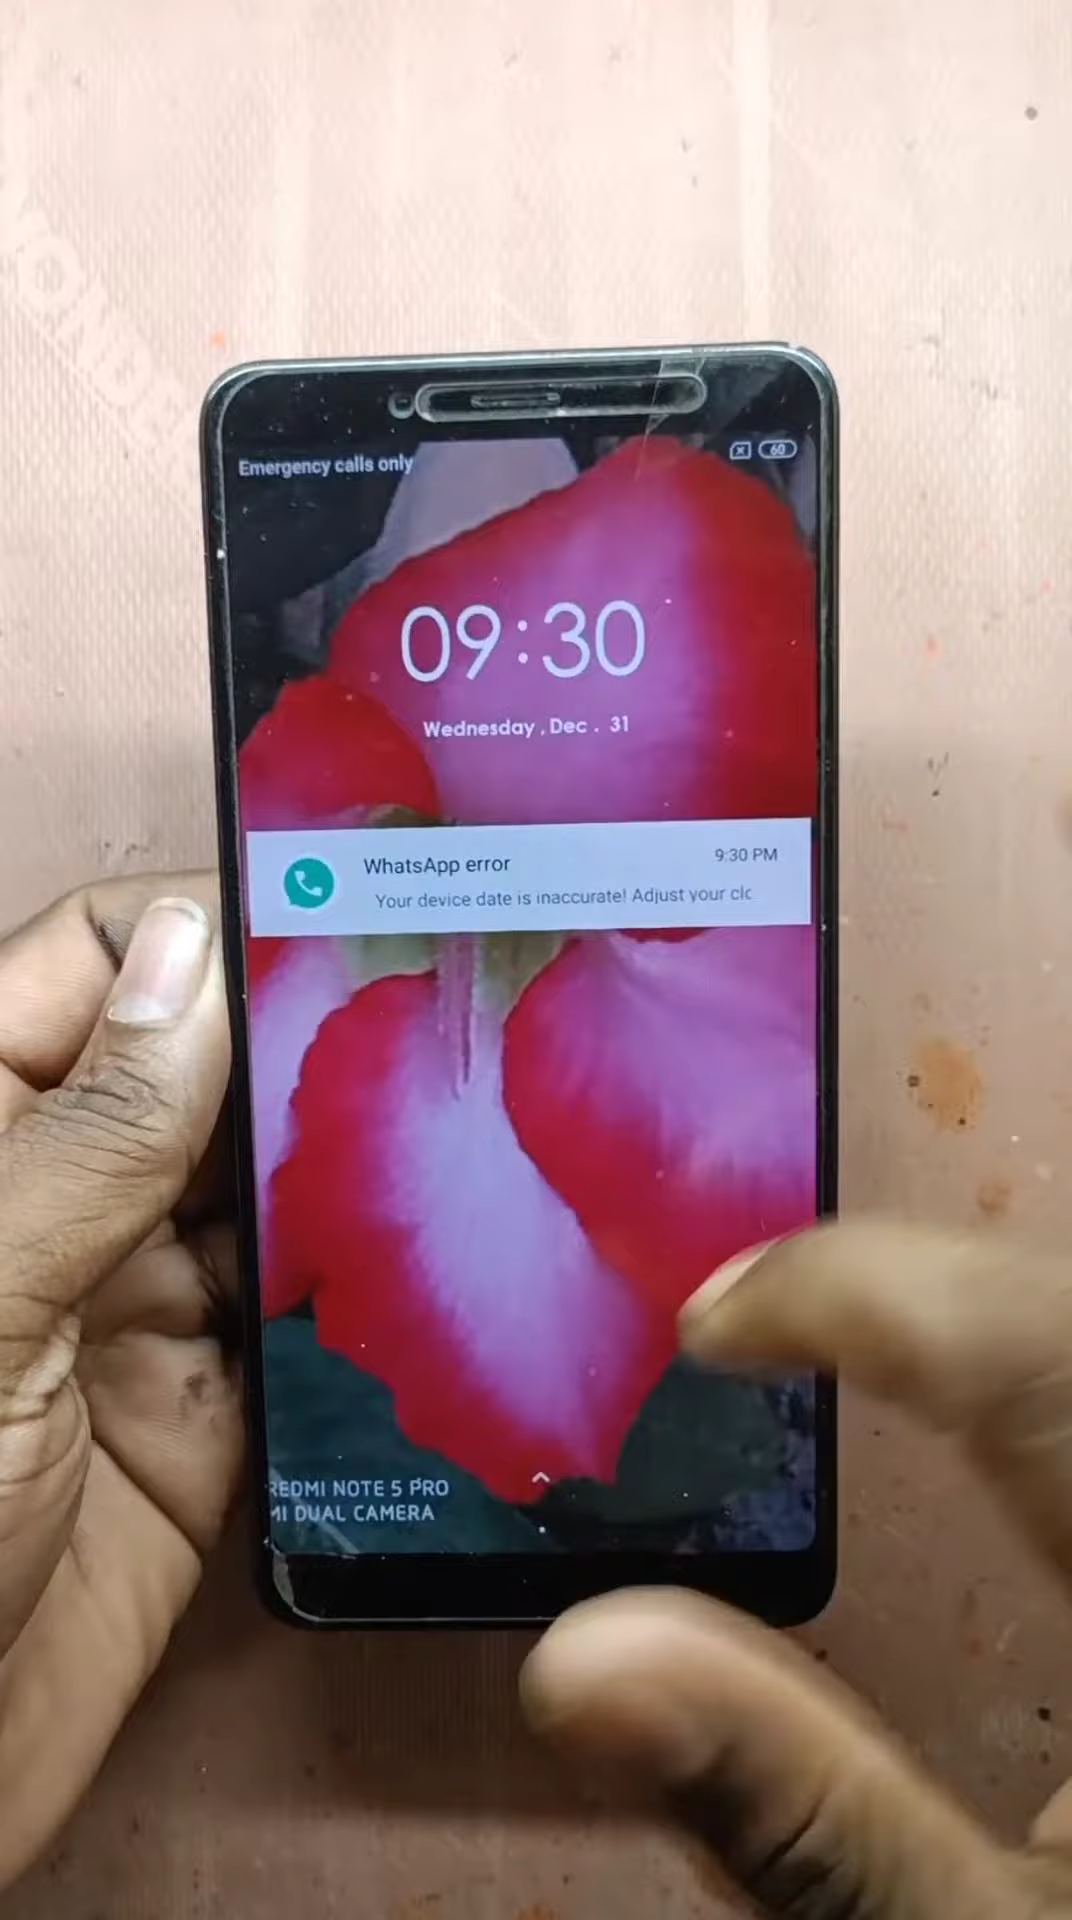 Emergency calls only
60
09:30
Wednesday , Dec . 31
WhatsApp error
9:30 PM
Your device date is inaccurate! Adjust your clc
REDMI NOTE 5 PRO
MI DUAL CAMERA